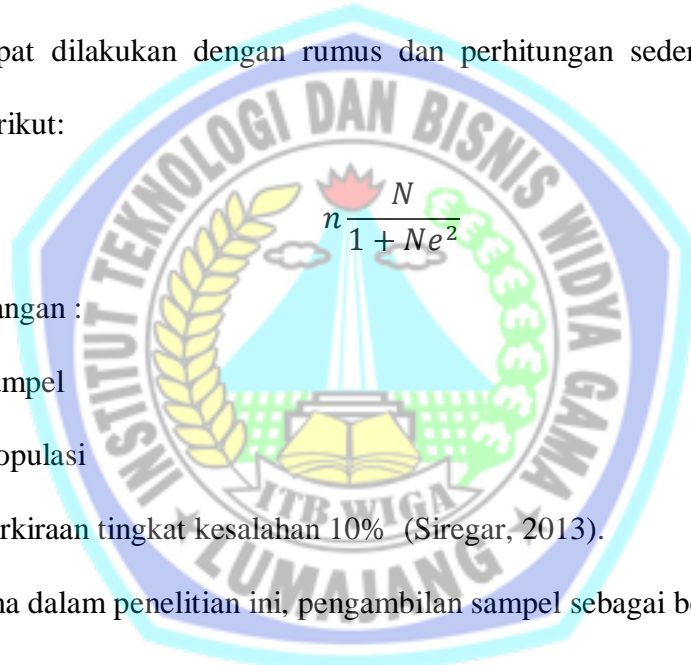 pat dilakukan dengan rumus dan perhitungan seder
rikut:
n N / 1 + Ne²
angan :
mpel
opulasi
rkiraan tingkat kesalahan 10% (Siregar, 2013).
na dalam penelitian ini, pengambilan sampel sebagai be
INSTITUT TEKNOLOGI DAN BISNIS WIDYA GAMA
ITB WIGA
LUMAJANG